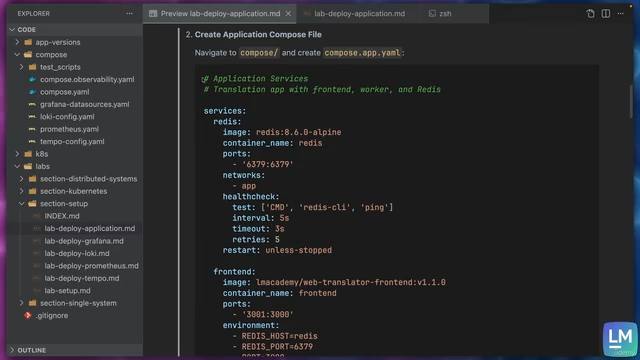 EXPLORER
CODE
app-versions
compose
test_scripts
compose.observability.yaml
compose.yaml
grafana-datasources.yaml
loki-config.yaml
prometheus.yaml
tempo-config.yaml
k8s
labs
section-distributed-systems
section-kubernetes
section-setup
INDEX.md
lab-deploy-application.md
lab-deploy-grafana.md
lab-deploy-loki.md
lab-deploy-prometheus.md
lab-deploy-tempo.md
lab-setup.md
section-single-system
.gitignore
OUTLINE
Preview lab-deploy-application.md
lab-deploy-application.md
zsh
2. Create Application Compose File
Navigate to compose/ and create compose.app.yaml:
# Application Services
# Translation app with frontend, worker, and Redis
services:
redis:
image: redis:8.6.0-alpine
container_name: redis
ports:
- '6379:6379'
networks:
- app
healthcheck:
test: ['CMD', 'redis-cli', 'ping']
interval: 5s
timeout: 3s
retries: 5
restart: unless-stopped
frontend:
image: lmacademy/web-translator-frontend:v1.1.0
container_name: frontend
ports:
- '3001:3000'
environment:
- REDIS_HOST=redis
- REDIS_PORT=6379
LM